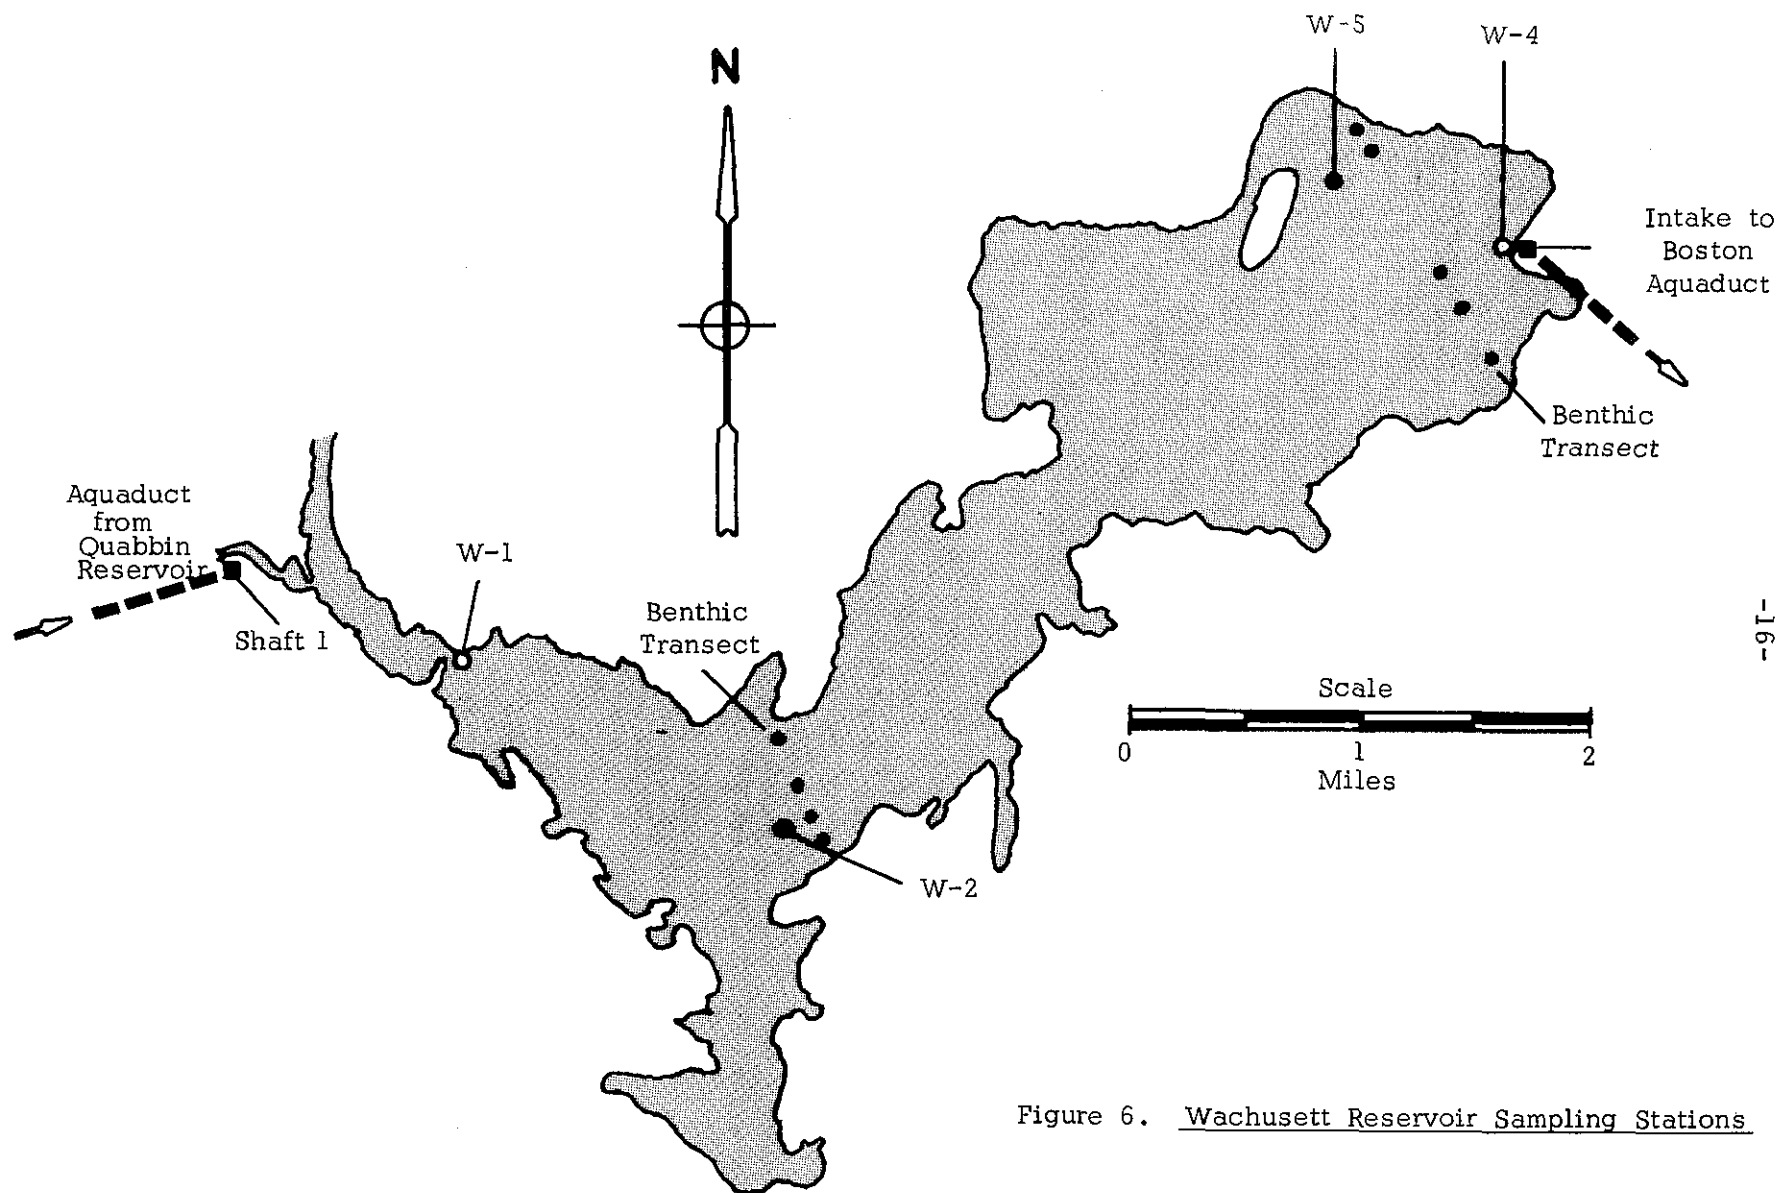 W-5
W-4
N
Intake to
Boston
Aquaduct
Benthic
Transect
Aquaduct
from
Quabbin
Reservoir
W-1
Shaft 1
Benthic
Transect
-16-
Scale
0 1 2
Miles
W-2
Figure 6. Wachusett Reservoir Sampling Stations